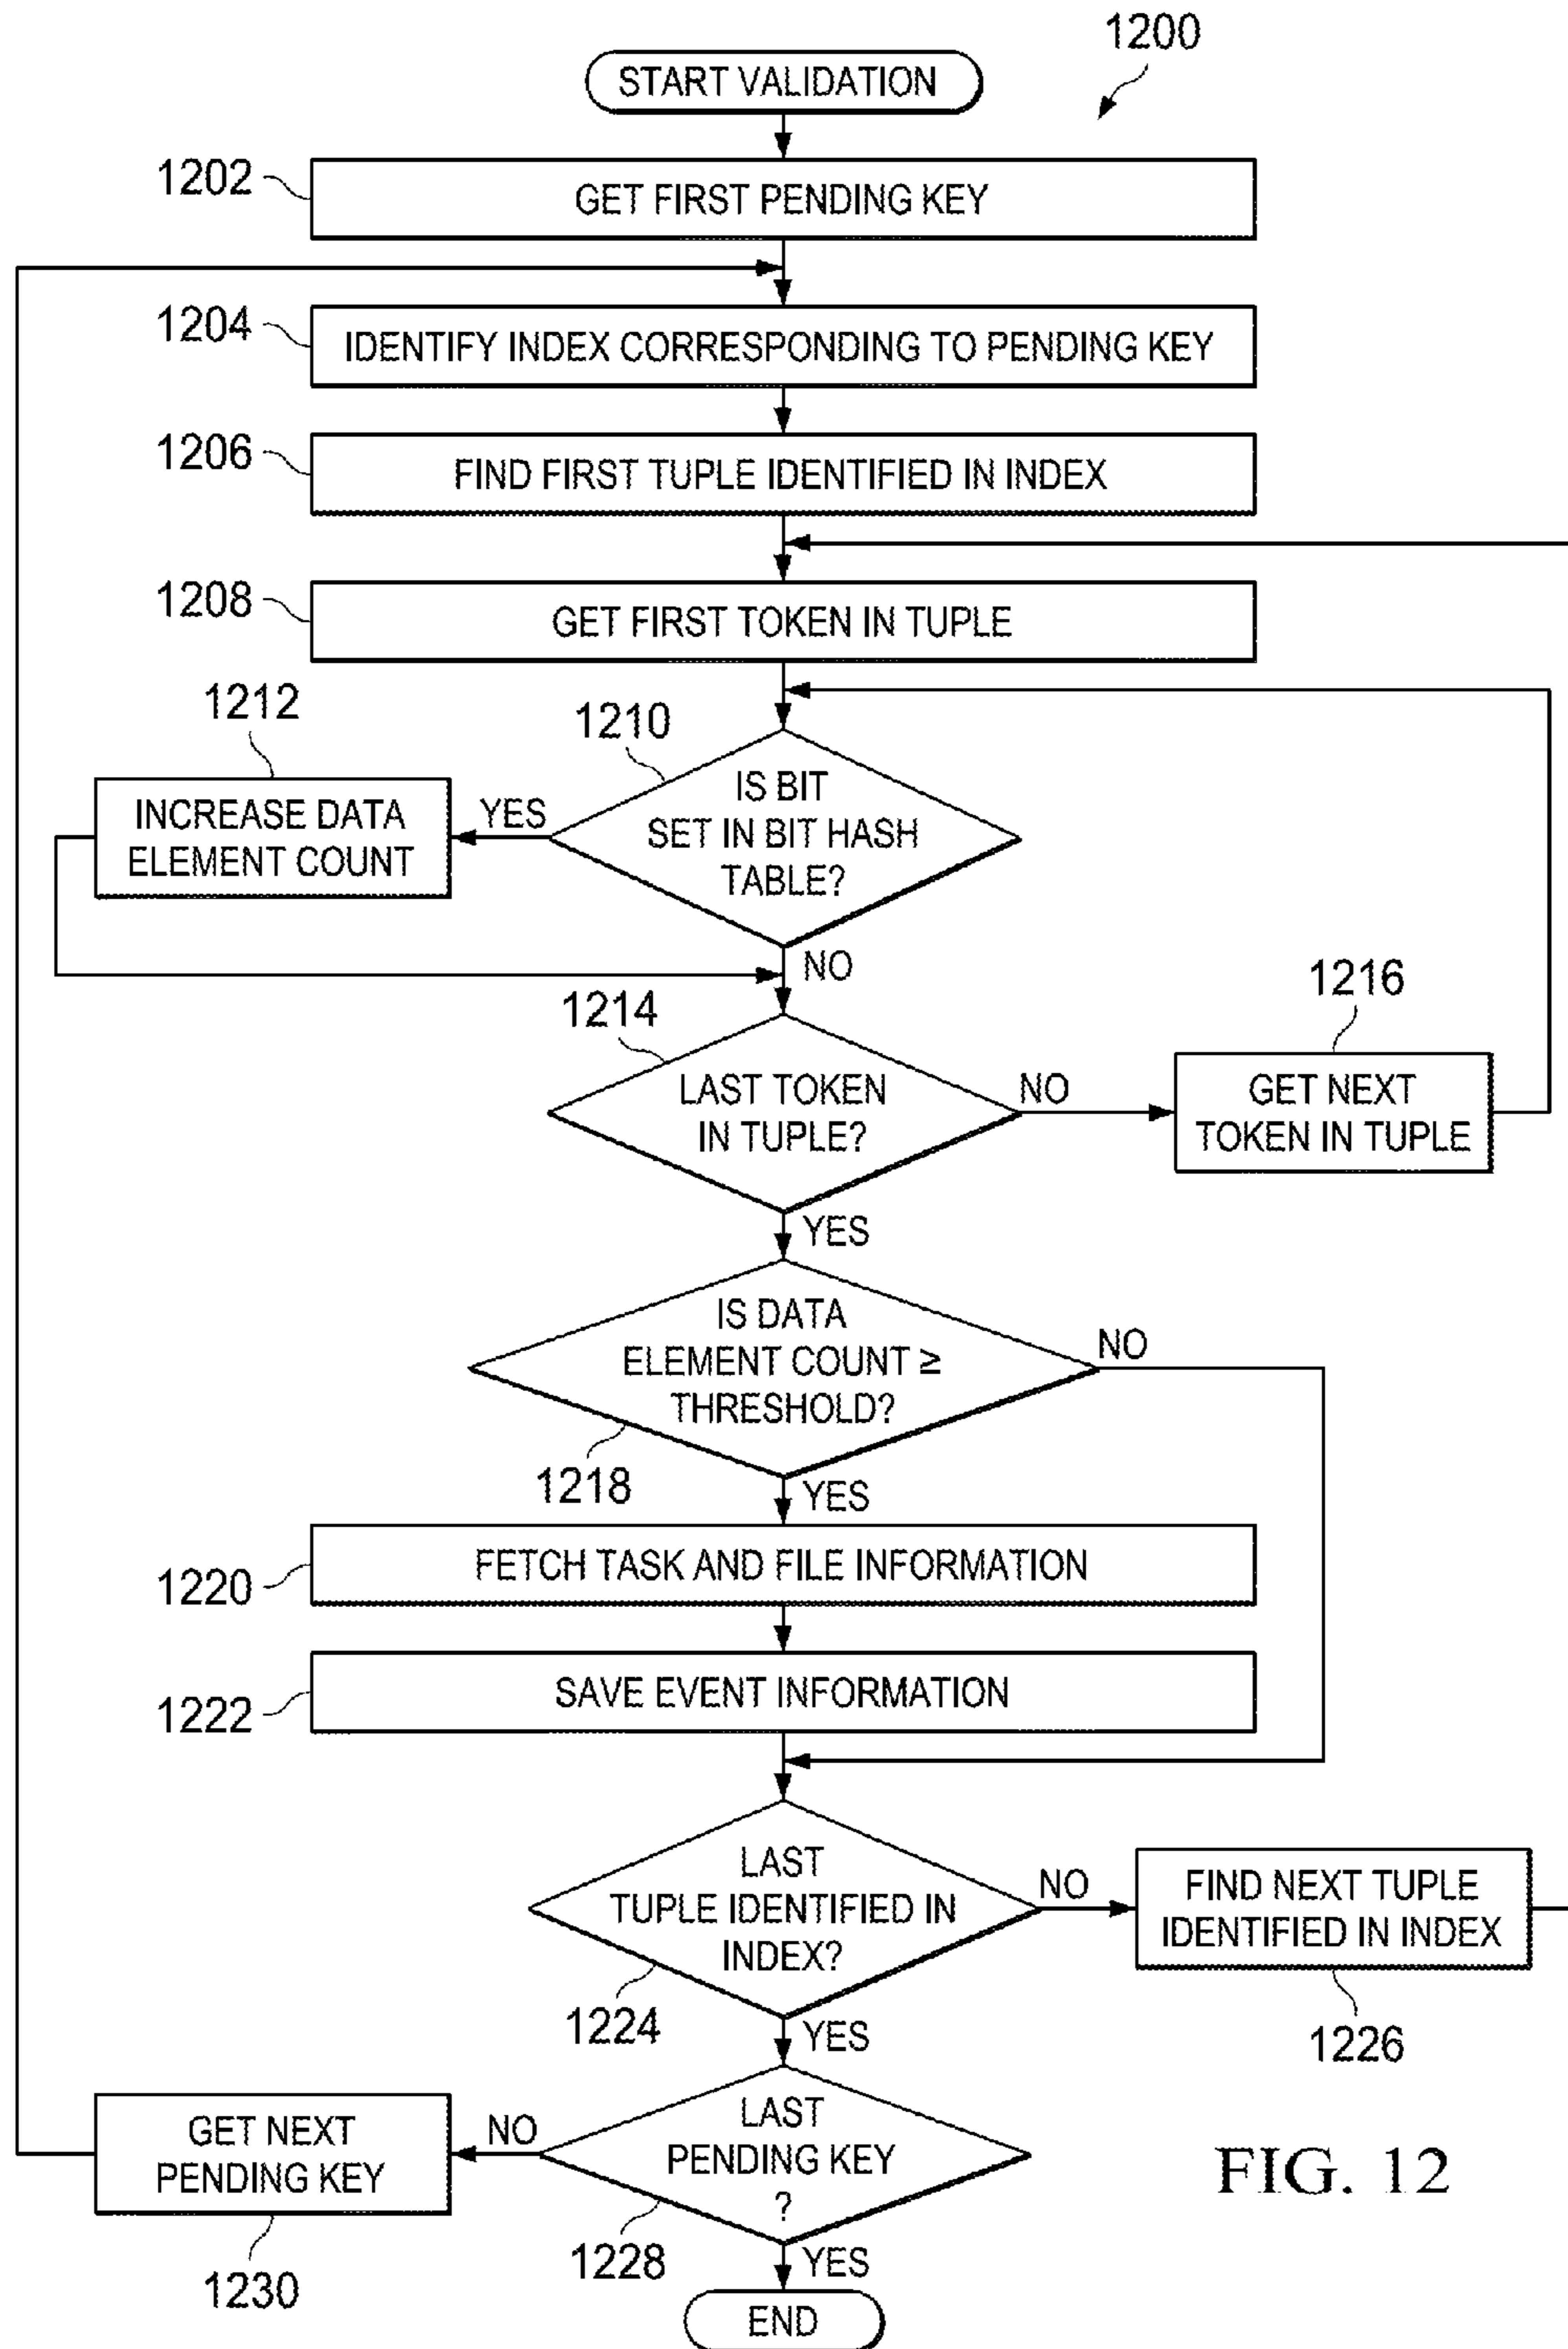 1200
START VALIDATION
1202
GET FIRST PENDING KEY
1204
IDENTIFY INDEX CORRESPONDING TO PENDING KEY
1206
FIND FIRST TUPLE IDENTIFIED IN INDEX
1208
GET FIRST TOKEN IN TUPLE
1212
1210
INCREASE DATA
ELEMENT COUNT
YES
IS BIT
SET IN BIT HASH
TABLE?
NO
1214
1216
LAST TOKEN
IN TUPLE?
NO
GET NEXT
TOKEN IN TUPLE
YES
IS DATA
ELEMENT COUNT ≥
THRESHOLD?
NO
1218
YES
1220
FETCH TASK AND FILE INFORMATION
1222
SAVE EVENT INFORMATION
LAST
TUPLE IDENTIFIED IN
INDEX?
NO
FIND NEXT TUPLE
IDENTIFIED IN INDEX
1224
YES
1226
GET NEXT
PENDING KEY
NO
LAST
PENDING KEY
?
1230
1228
YES
END
FIG. 12